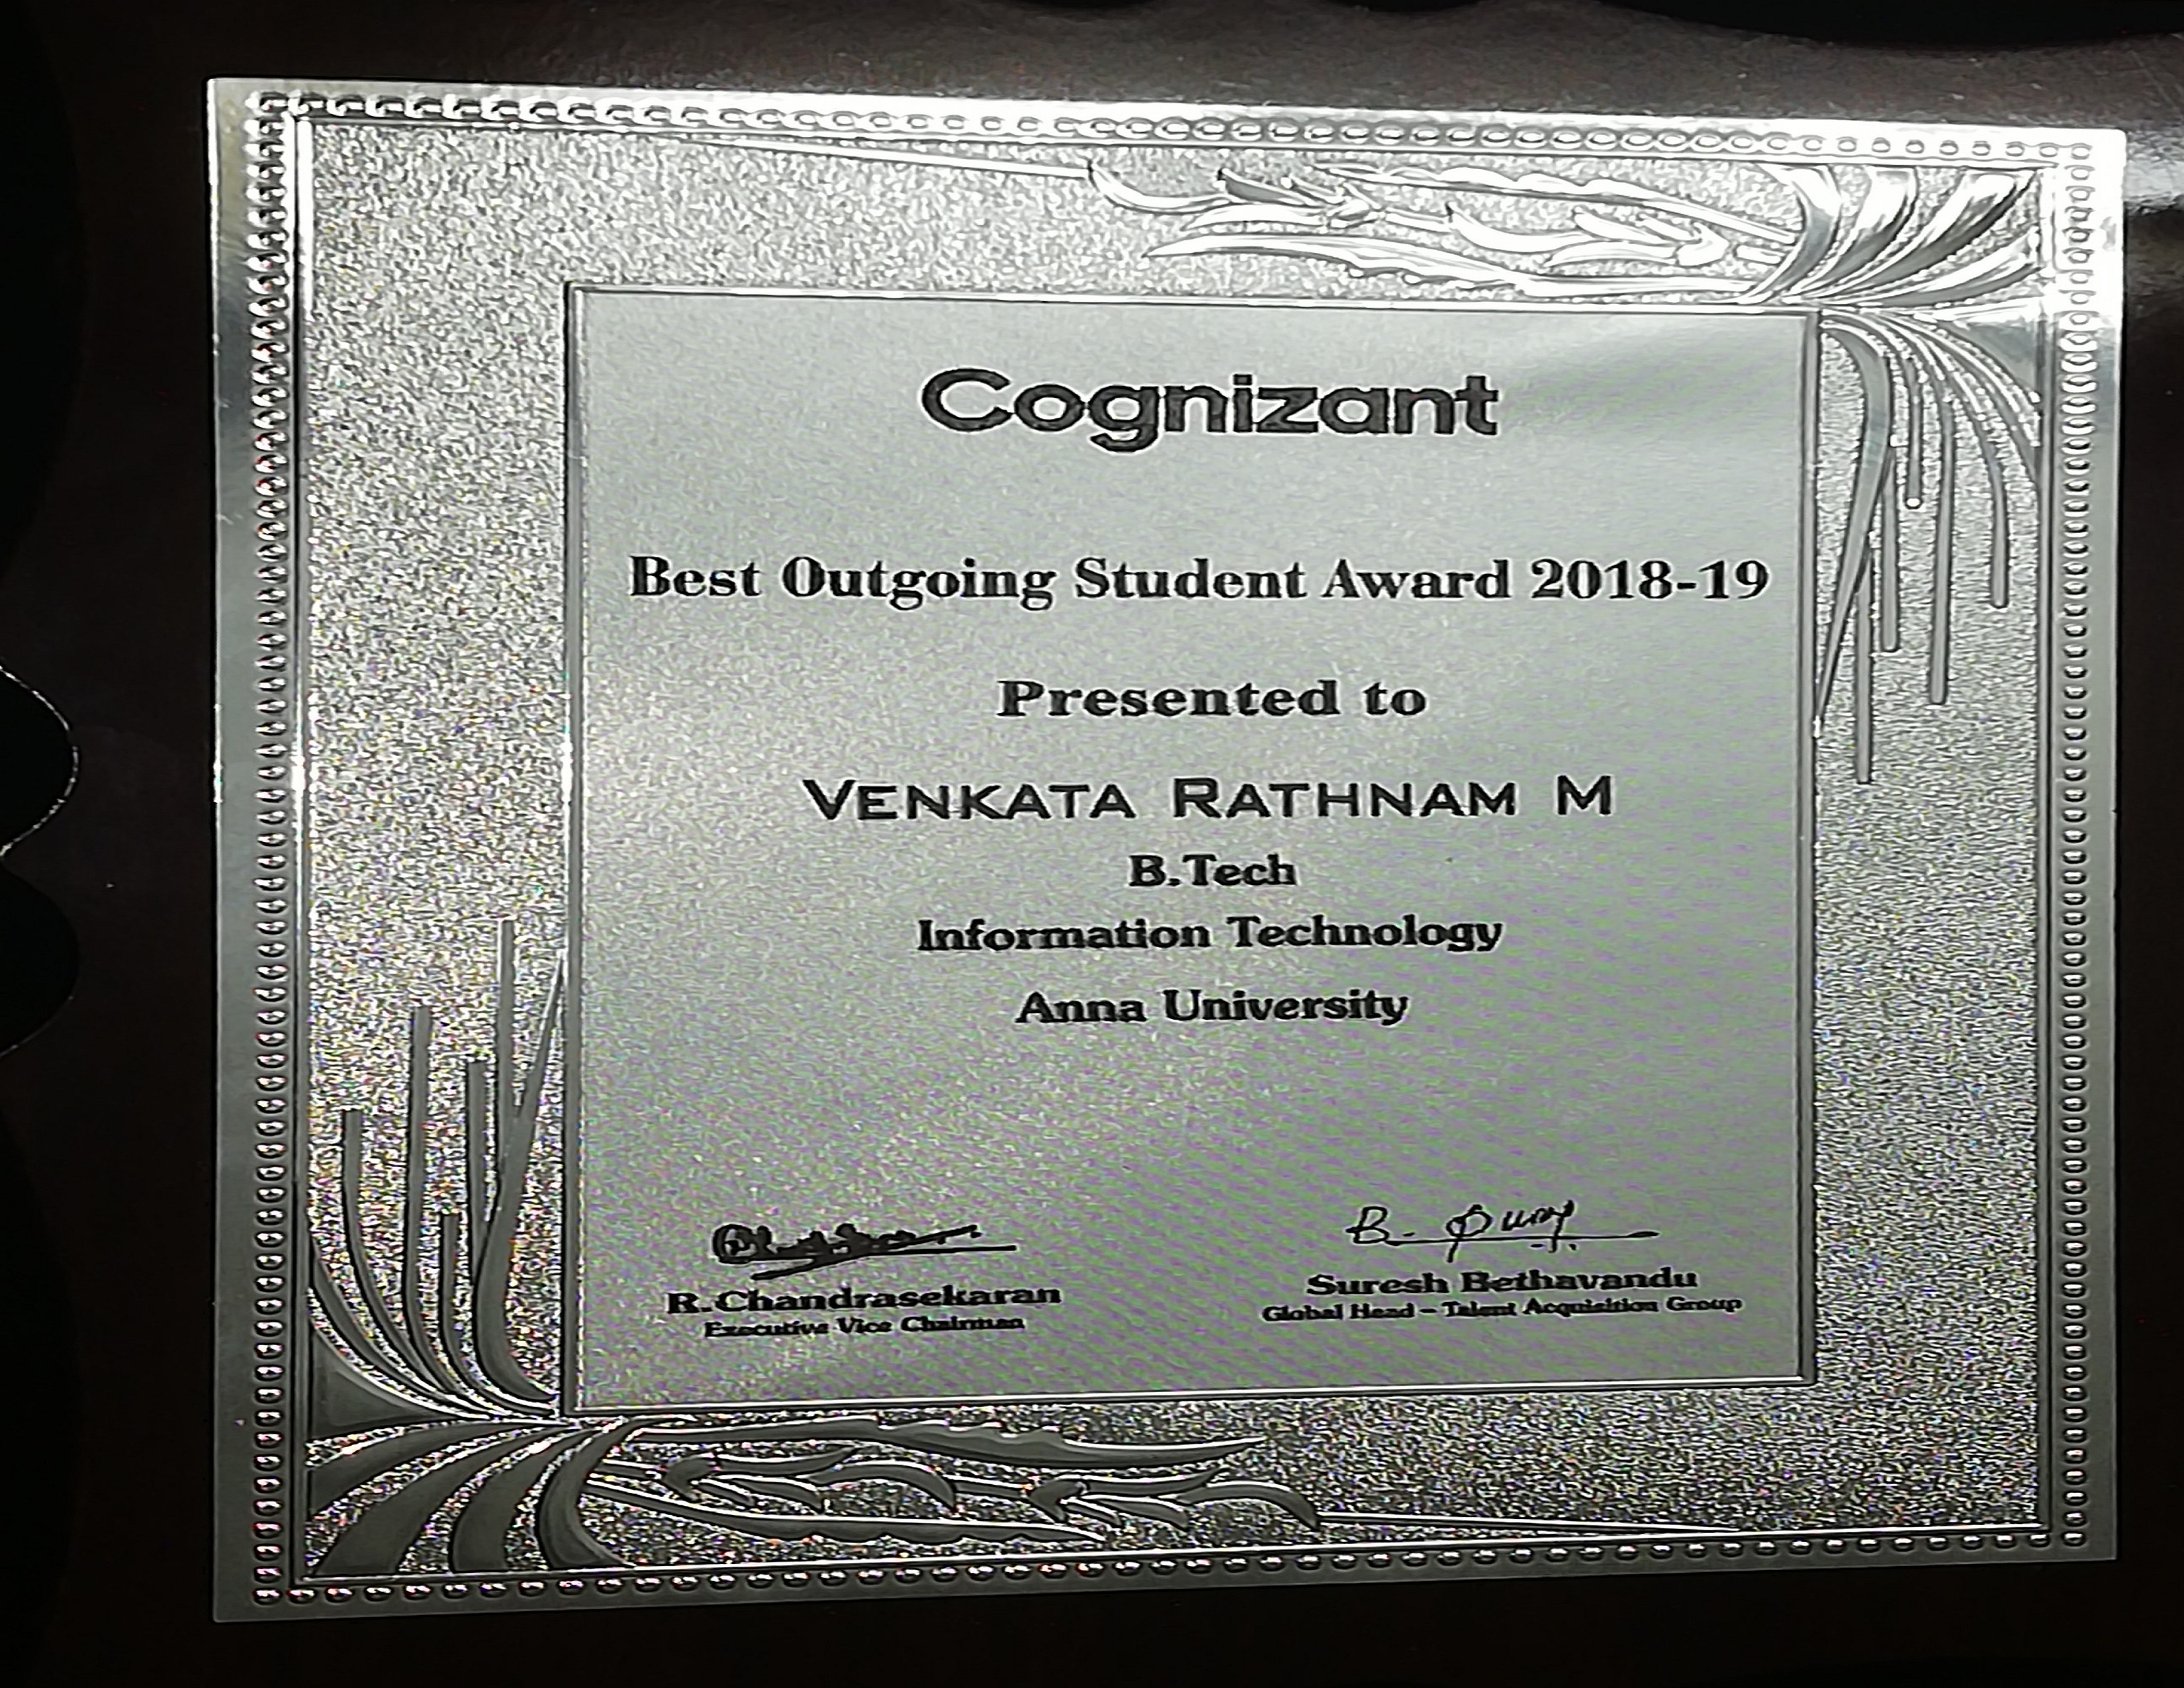 Cognizant
Best Outgoing Student Award 2018-19
Presented to
VENKATA RATHNAM M
B.Tech
Information Technology
Anna University
R.Chandrasekaran
Executive Vice Chairman
Suresh Bethavandu
Global Head – Talent Acquisition Group